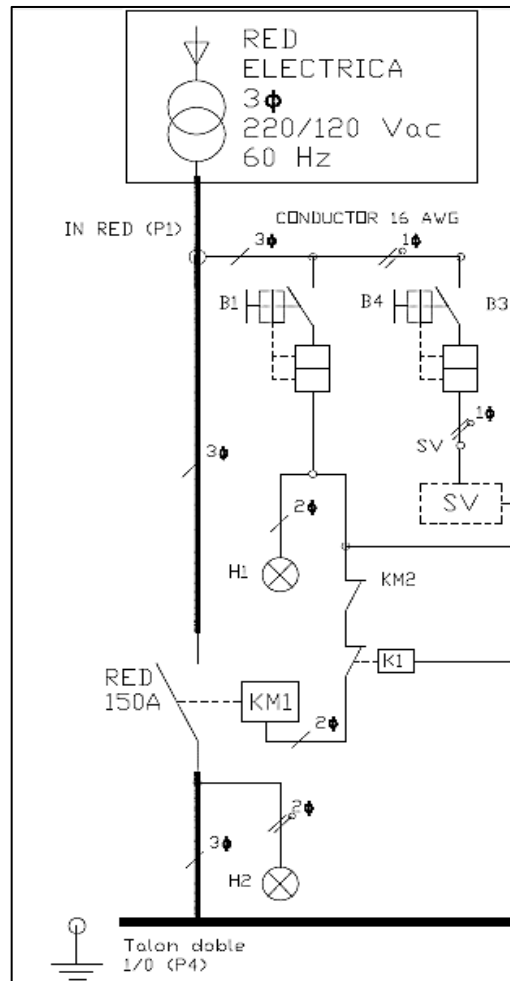 RED
ELECTRICA
3ϕ
220/120 Vac
60 Hz
IN RED (P1)
CONDUCTOR 16 AWG
3ϕ
1ϕ
B1
B4
B3
1ϕ
SV
SV
3ϕ
2ϕ
H1
KM2
K1
RED
150A
KM1
2ϕ
2ϕ
3ϕ
H2
Talon doble
1/0 (P4)